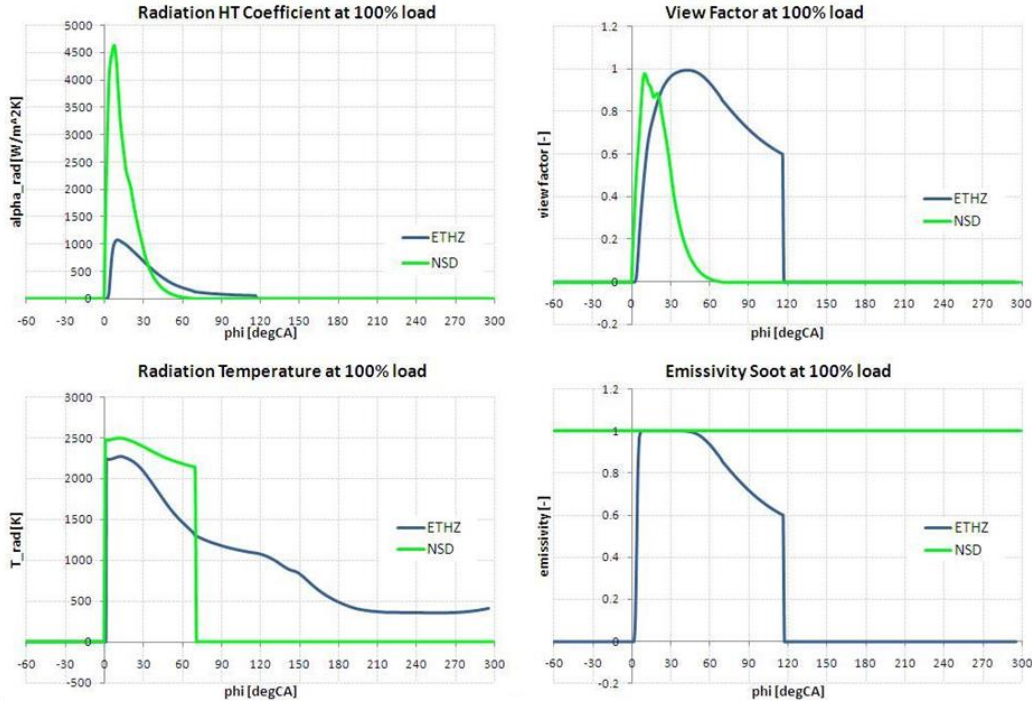 Radiation HT Coefficient at 100% load
alpha_rad[W/m^2K]
5000
4500
4000
3500
3000
2500
2000
1500
1000
500
0
-60 -30 0 30 60 90 120 150 180 210 240 270 300
phi [degCA]
ETHZ
NSD
View Factor at 100% load
view factor [-]
1.2
1
0.8
0.6
0.4
0.2
0
-0.2
-60 -30 0 30 60 90 120 150 180 210 240 270 300
phi [degCA]
ETHZ
NSD
Radiation Temperature at 100% load
T_rad[K]
3000
2500
2000
1500
1000
500
0
-500
-60 -30 0 30 60 90 120 150 180 210 240 270 300
phi [degCA]
ETHZ
NSD
Emissivity Soot at 100% load
emissivity [-]
1.2
1
0.8
0.6
0.4
0.2
0
-0.2
-60 -30 0 30 60 90 120 150 180 210 240 270 300
phi [degCA]
ETHZ
NSD